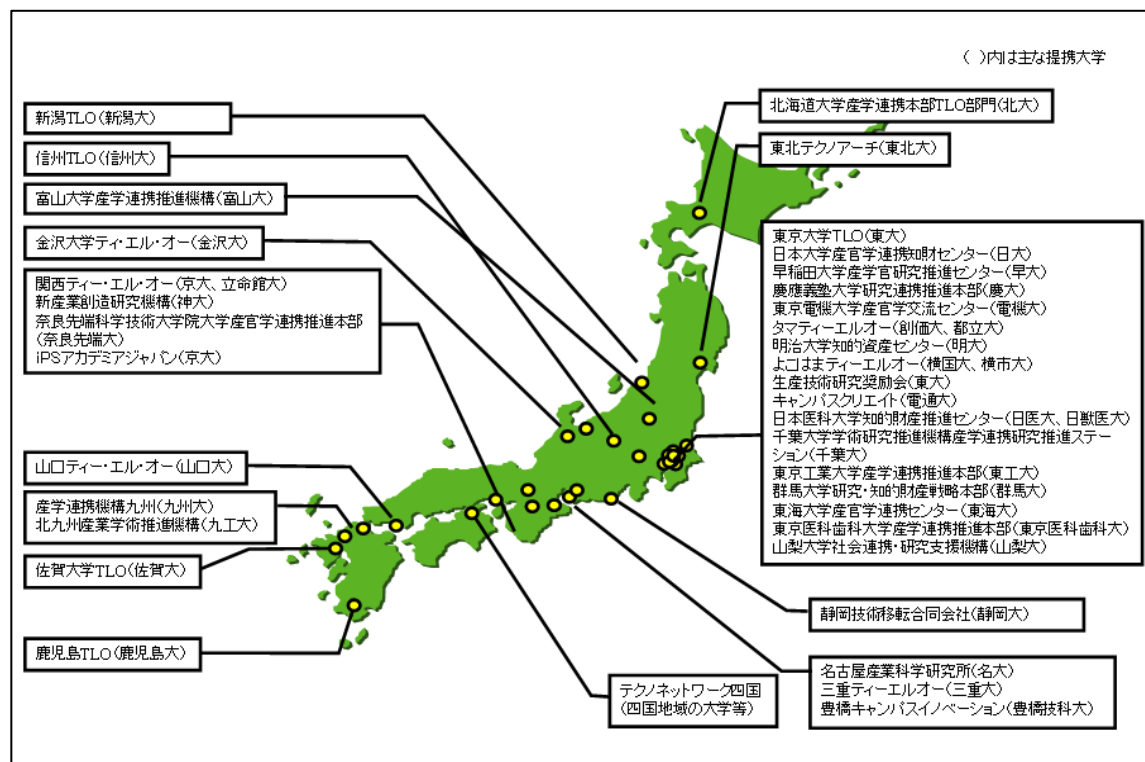 ( )内は主な提携大学
新潟TLO(新潟大)
信州TLO(信州大)
富山大学産学連携推進機構(富山大)
金沢大学ティ・エル・オー(金沢大)
関西ティー・エル・オー(京大、立命館大)
新産業創造研究機構(神大)
奈良先端科学技術大学院大学産官学連携推進本部
(奈良先端大)
iPSアカデミアジャパン(京大)
山口ティー・エル・オー(山口大)
産学連携機構九州(九州大)
北九州産業学術推進機構(九工大)
佐賀大学TLO(佐賀大)
鹿児島TLO(鹿児島大)
北海道大学産学連携本部TLO部門(北大)
東北テクノアーチ(東北大)
東京大学TLO(東大)
日本大学産官学連携知財センター(日大)
早稲田大学産学官研究推進センター(早大)
慶應義塾大学研究連携推進本部(慶大)
東京電機大学産官学交流センター(電機大)
タマティーエルオー(創価大、都立大)
明治大学知的資産センター(明大)
よこはまティーエルオー(横国大、横市大)
生産技術研究奨励会(東大)
キャンパスクリエイト(電通大)
日本医科大学知的財産推進センター(日医大、日獣医大)
千葉大学学術研究推進機構産学連携研究推進ステー
ション(千葉大)
東京工業大学産学連携推進本部(東工大)
群馬大学研究・知的財産戦略本部(群馬大)
東海大学産官学連携センター(東海大)
東京医科歯科大学産学連携推進本部(東京医科歯科大)
山梨大学社会連携・研究支援機構(山梨大)
静岡技術移転合同会社(静岡大)
名古屋産業科学研究所(名大)
三重ティーエルオー(三重大)
豊橋キャンパスイノベーション(豊橋技科大)
テクノネットワーク四国
(四国地域の大学等)